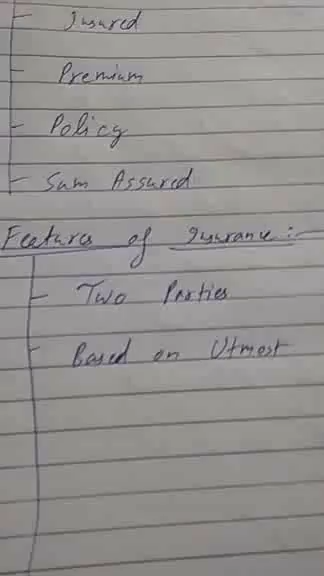 Insured
Premium
Policy
Sum Assured
Features of Insurance :-
Two Parties
Based on Utmost